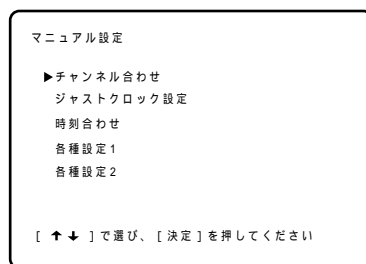 マニュアル設定
▶チャンネル合わせ
ジャストクロック設定
時刻合わせ
各種設定1
各種設定2
[ ↑↓ ]で選び、[決定]を押してください